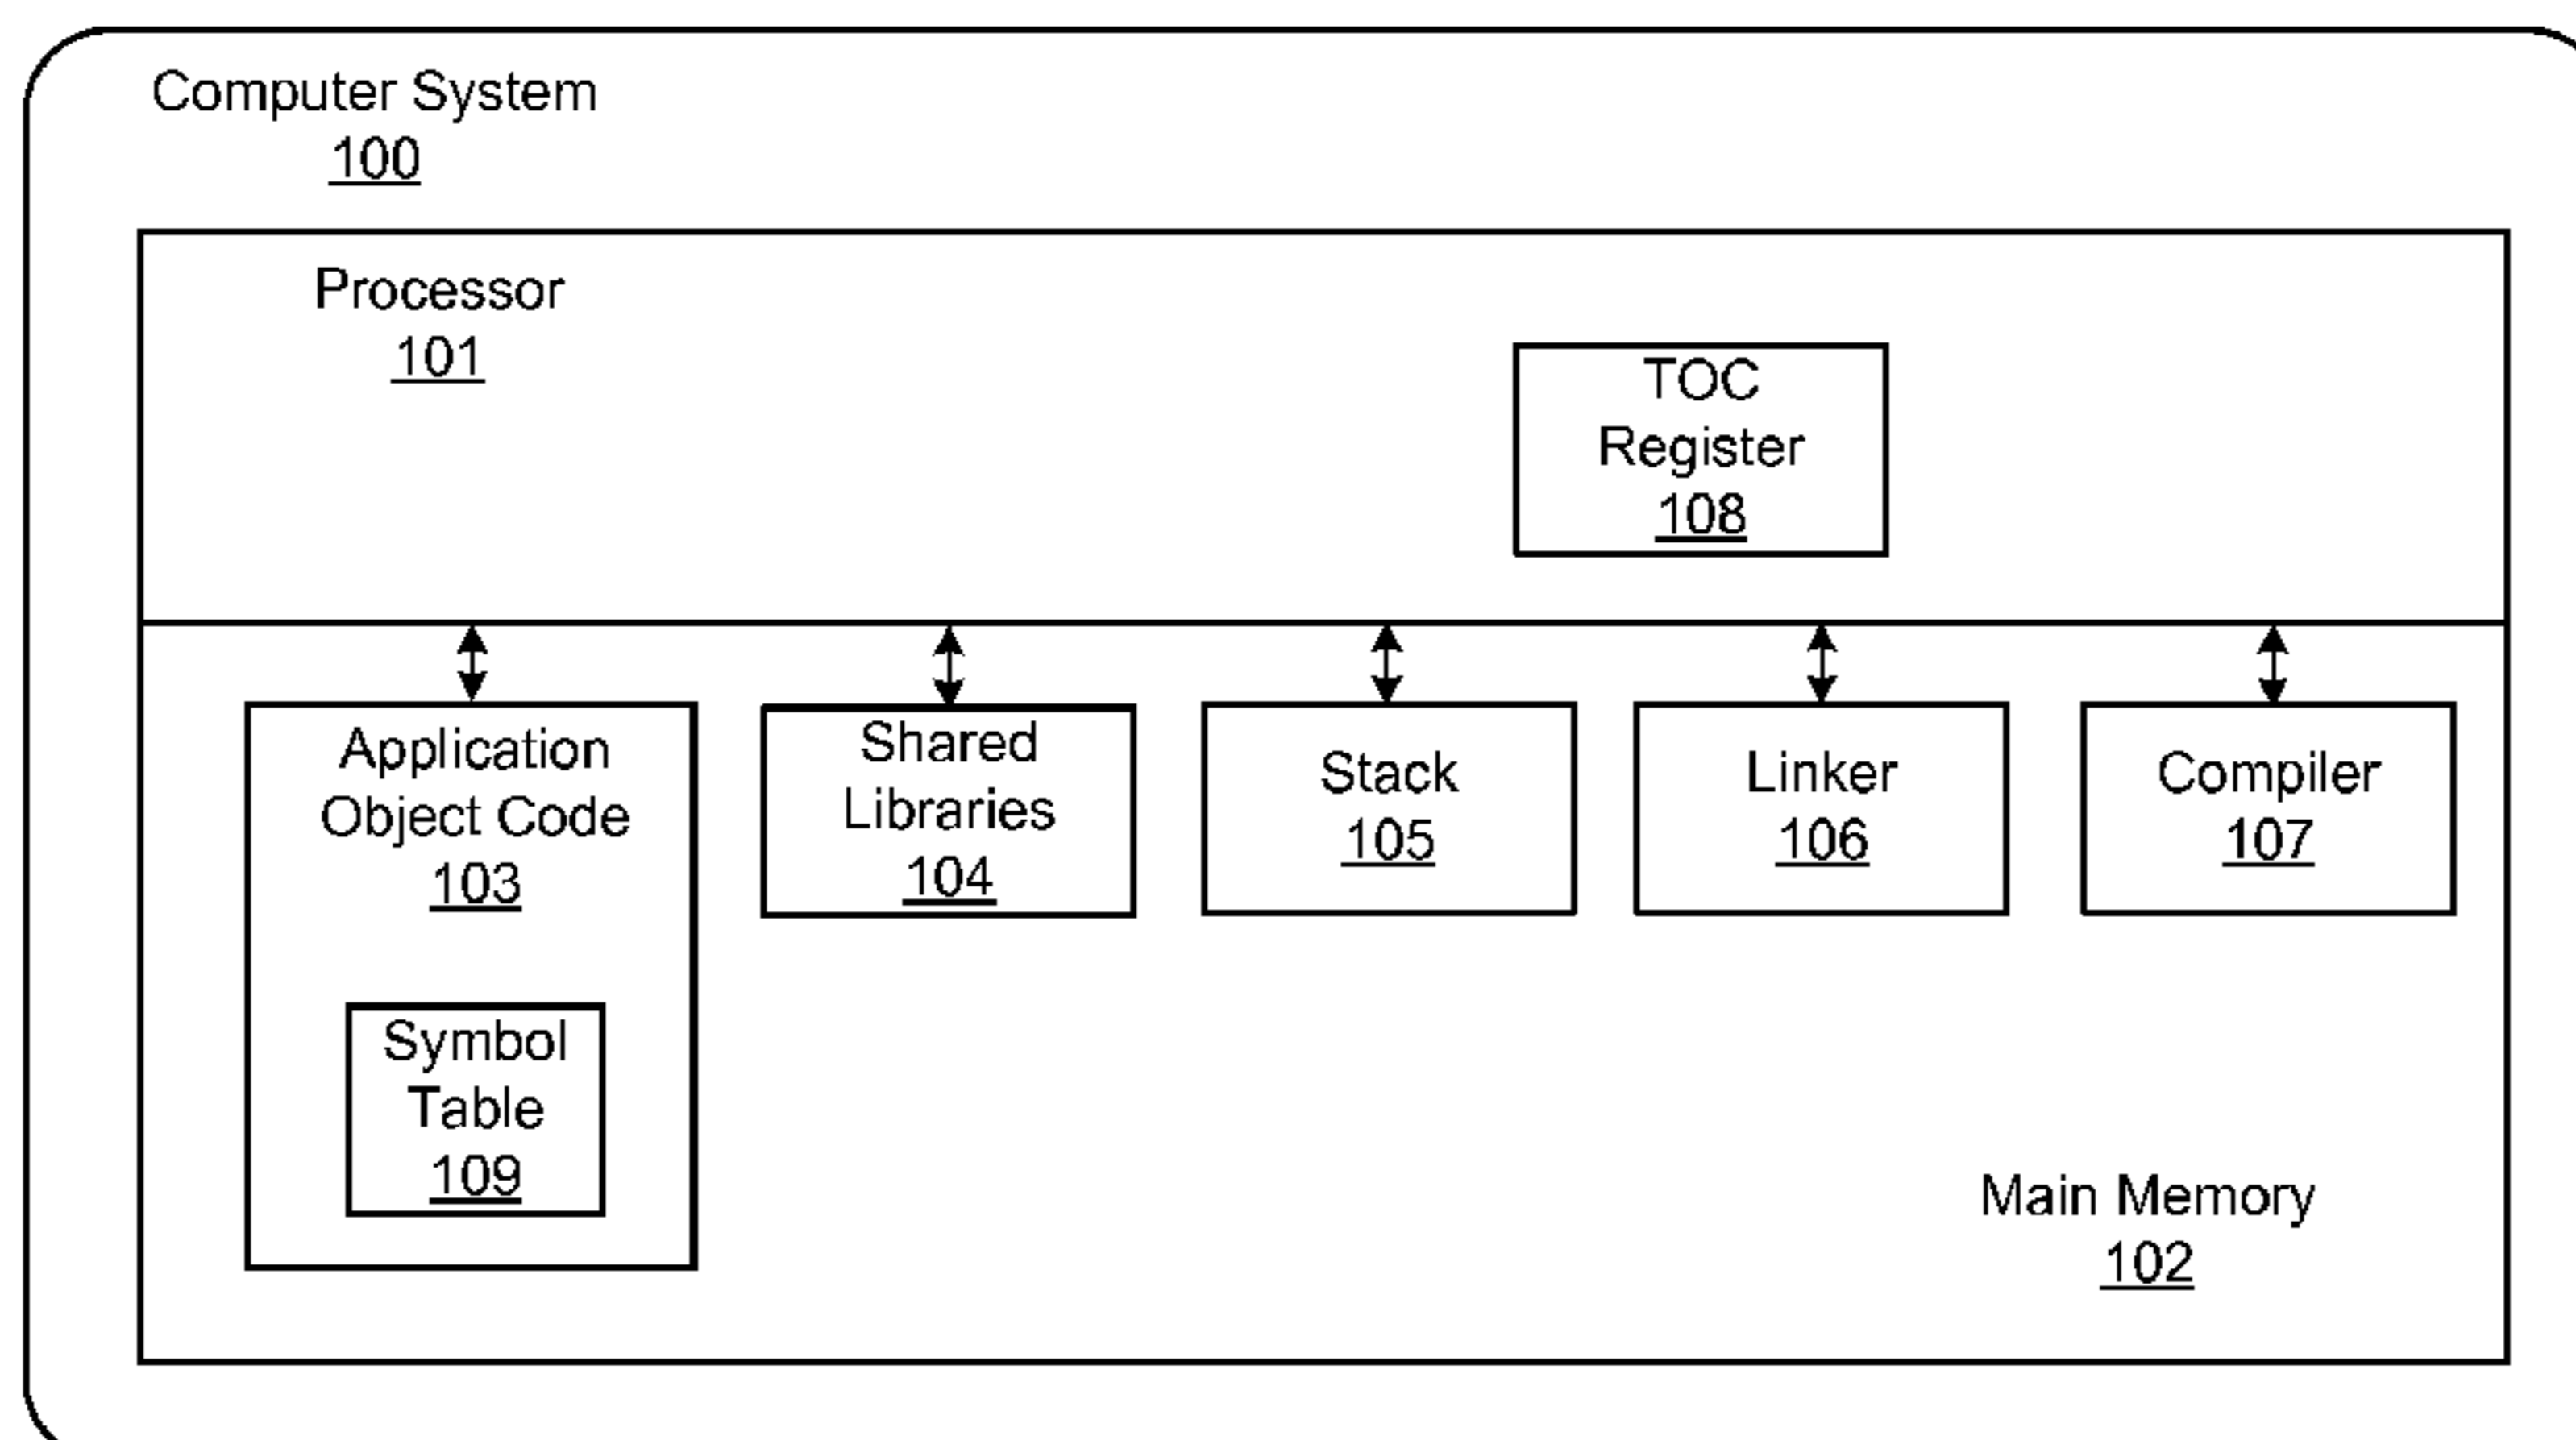 Computer System
100
Processor
101
TOC
Register
108
Application
Object Code
103
Shared
Libraries
104
Stack
105
Linker
106
Compiler
107
Symbol
Table
109
Main Memory
102